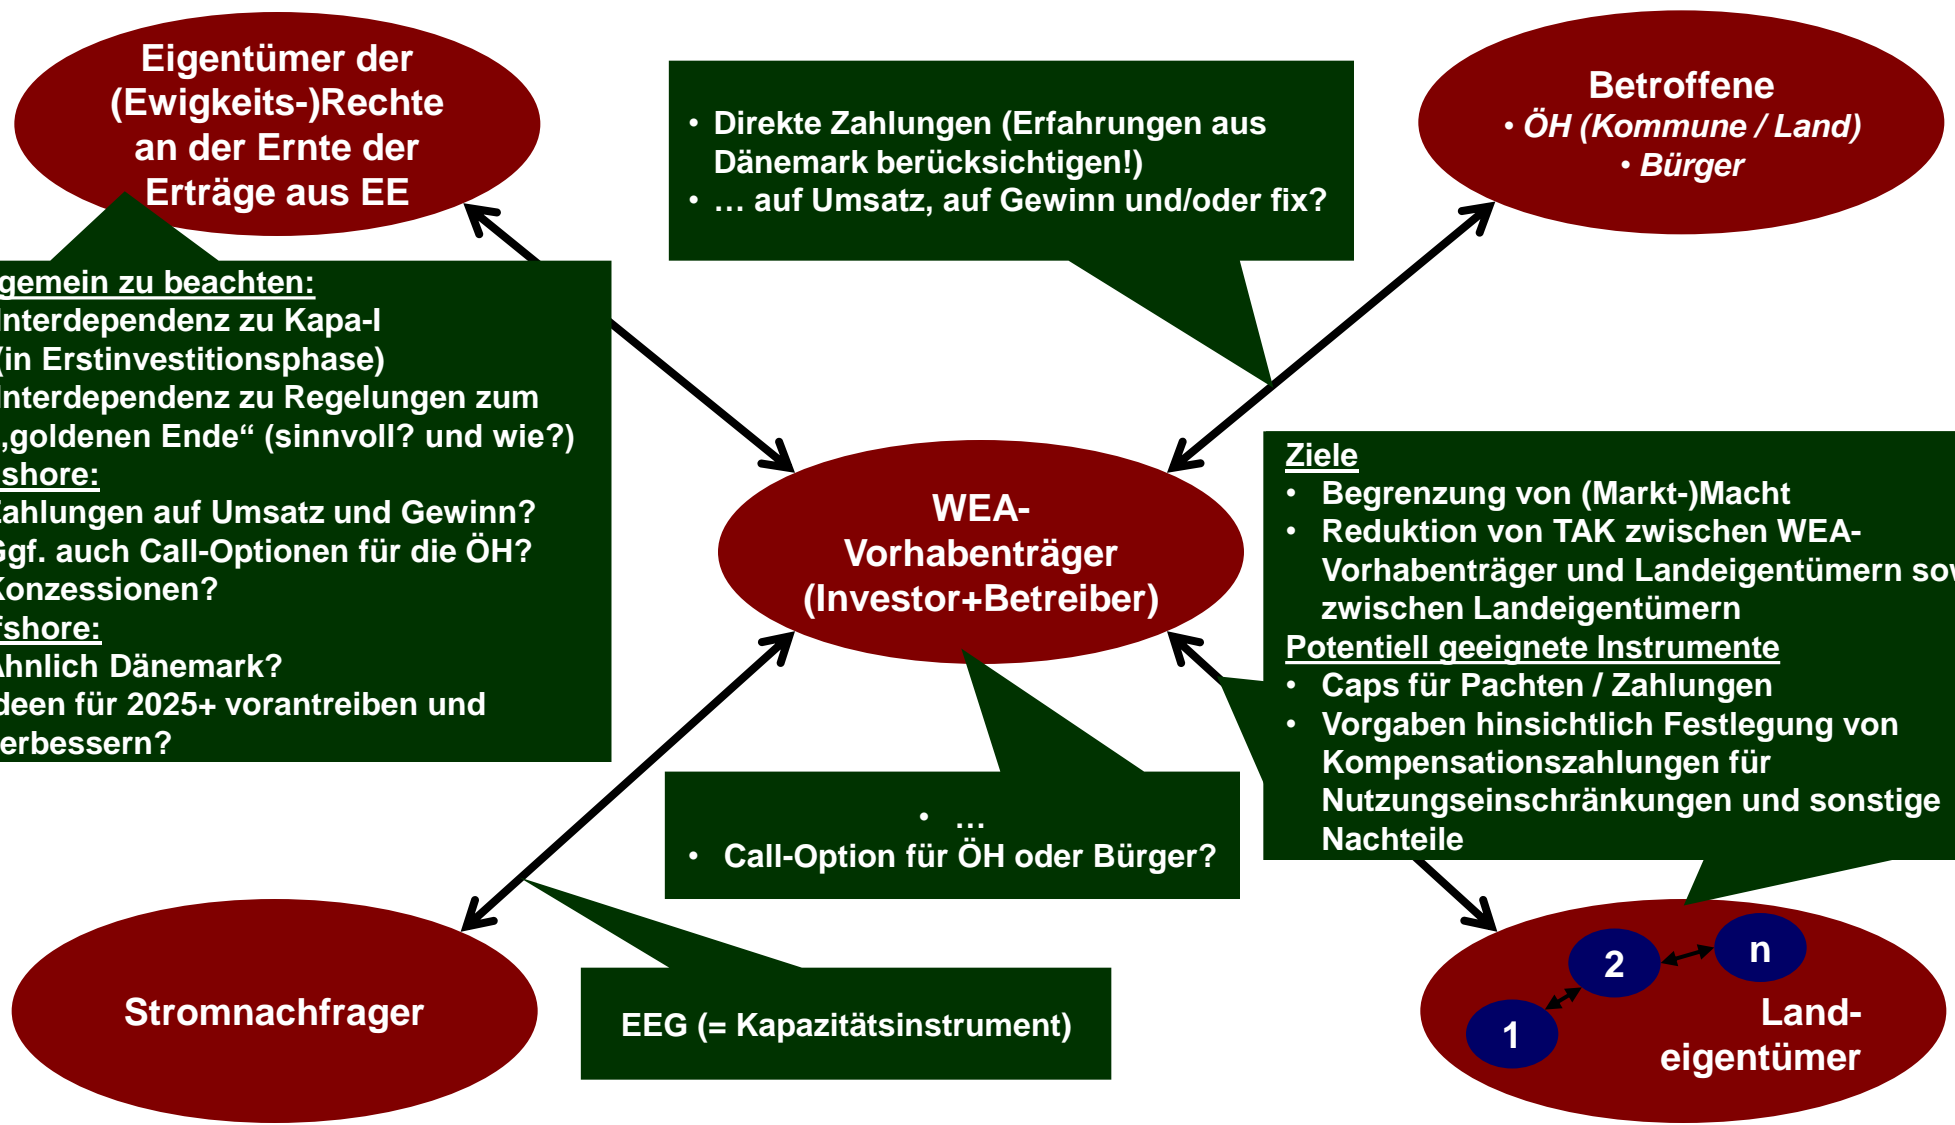 Eigentümer der
(Ewigkeits-)Rechte
an der Ernte der
Erträge aus EE
• Direkte Zahlungen (Erfahrungen aus
Dänemark berücksichtigen!)
• … auf Umsatz, auf Gewinn und/oder fix?
Betroffene
• ÖH (Kommune / Land)
• Bürger
gemein zu beachten:
Interdependenz zu Kapa-I
(in Erstinvestitionsphase)
Interdependenz zu Regelungen zum
„goldenen Ende“ (sinnvoll? und wie?)
shore:
Zahlungen auf Umsatz und Gewinn?
Ggf. auch Call-Optionen für die ÖH?
Konzessionen?
fshore:
Ähnlich Dänemark?
Ideen für 2025+ vorantreiben und
erbessern?
WEA-
Vorhabenträger
(Investor+Betreiber)
Ziele
• Begrenzung von (Markt-)Macht
• Reduktion von TAK zwischen WEA-
Vorhabenträger und Landeigentümern sow
zwischen Landeigentümern
Potentiell geeignete Instrumente
• Caps für Pachten / Zahlungen
• Vorgaben hinsichtlich Festlegung von
Kompensationszahlungen für
Nutzungseinschränkungen und sonstige
Nachteile
• …
• Call-Option für ÖH oder Bürger?
Stromnachfrager
EEG (= Kapazitätsinstrument)
1
2
n
Land-
eigentümer